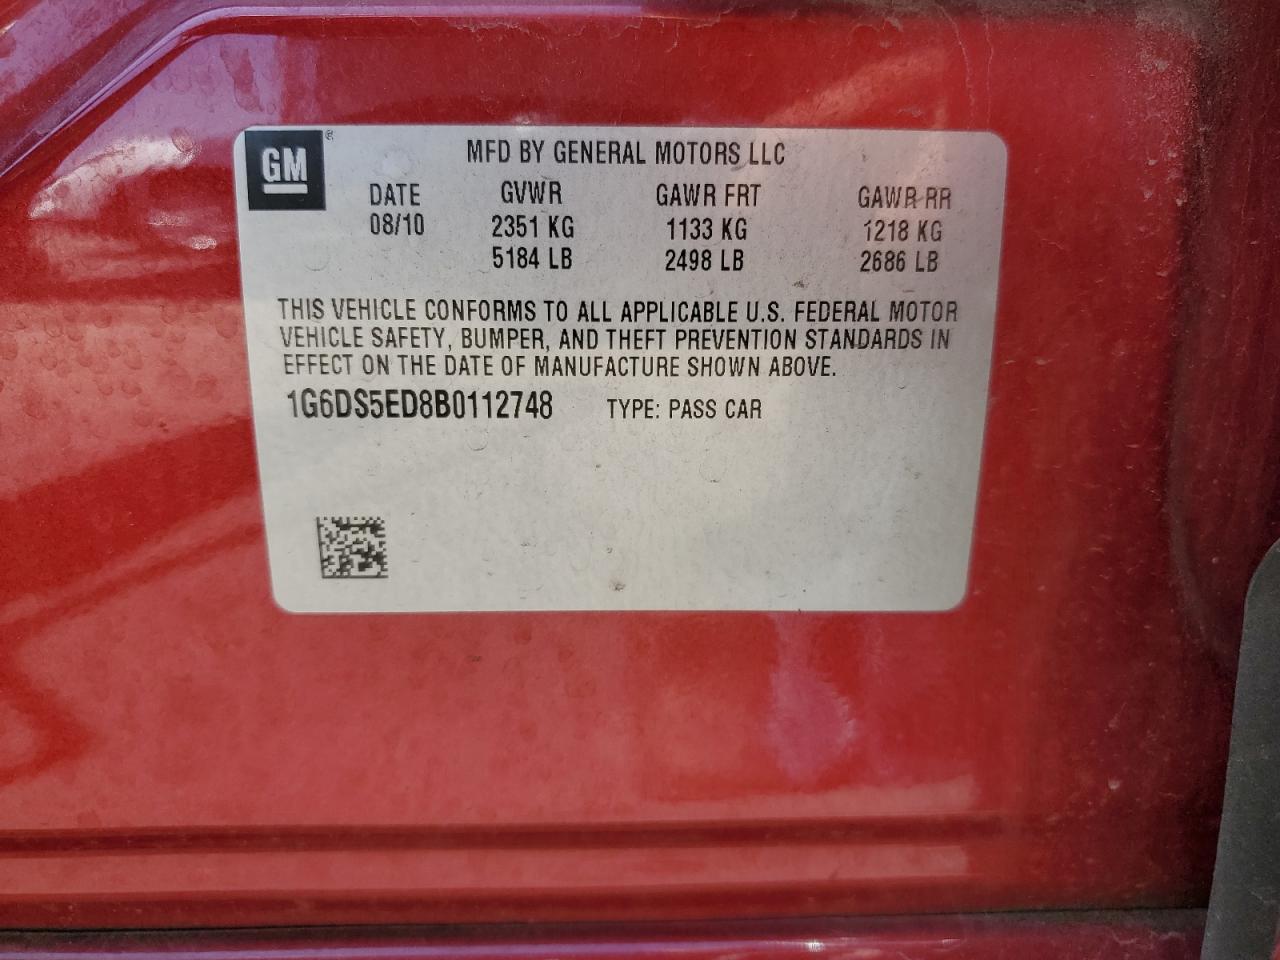 GM ®
MFD BY GENERAL MOTORS LLC
DATE GVWR GAWR FRT GAWR RR
08/10 2351 KG 1133 KG 1218 KG
5184 LB 2498 LB 2686 LB
THIS VEHICLE CONFORMS TO ALL APPLICABLE U.S. FEDERAL MOTOR
VEHICLE SAFETY, BUMPER, AND THEFT PREVENTION STANDARDS IN
EFFECT ON THE DATE OF MANUFACTURE SHOWN ABOVE.
1G6DS5ED8B0112748 TYPE: PASS CAR